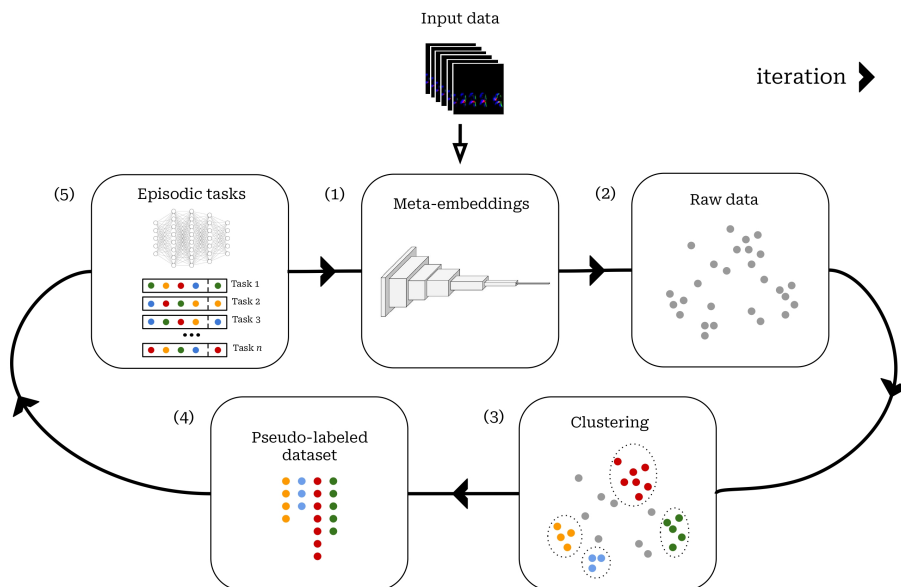 Input data
iteration
(5)
Episodic tasks
Task 1
Task 2
Task 3
•••
Task n
(1)
Meta-embeddings
(2)
Raw data
(4)
Pseudo-labeled
dataset
(3)
Clustering